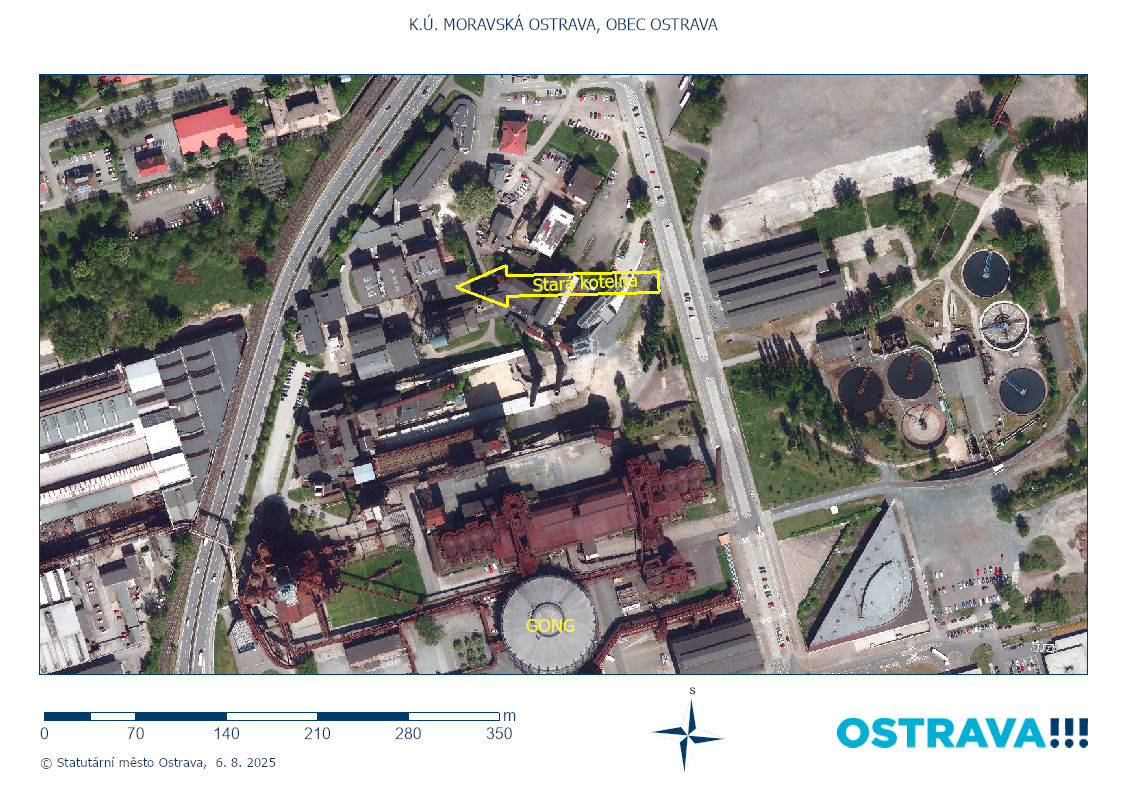 K.Ú. MORAVSKÁ OSTRAVA, OBEC OSTRAVA
Stará kotelna
GONG
S
m
0 70 140 210 280 350
OSTRAVA!!!
© Statutární město Ostrava, 6. 8. 2025